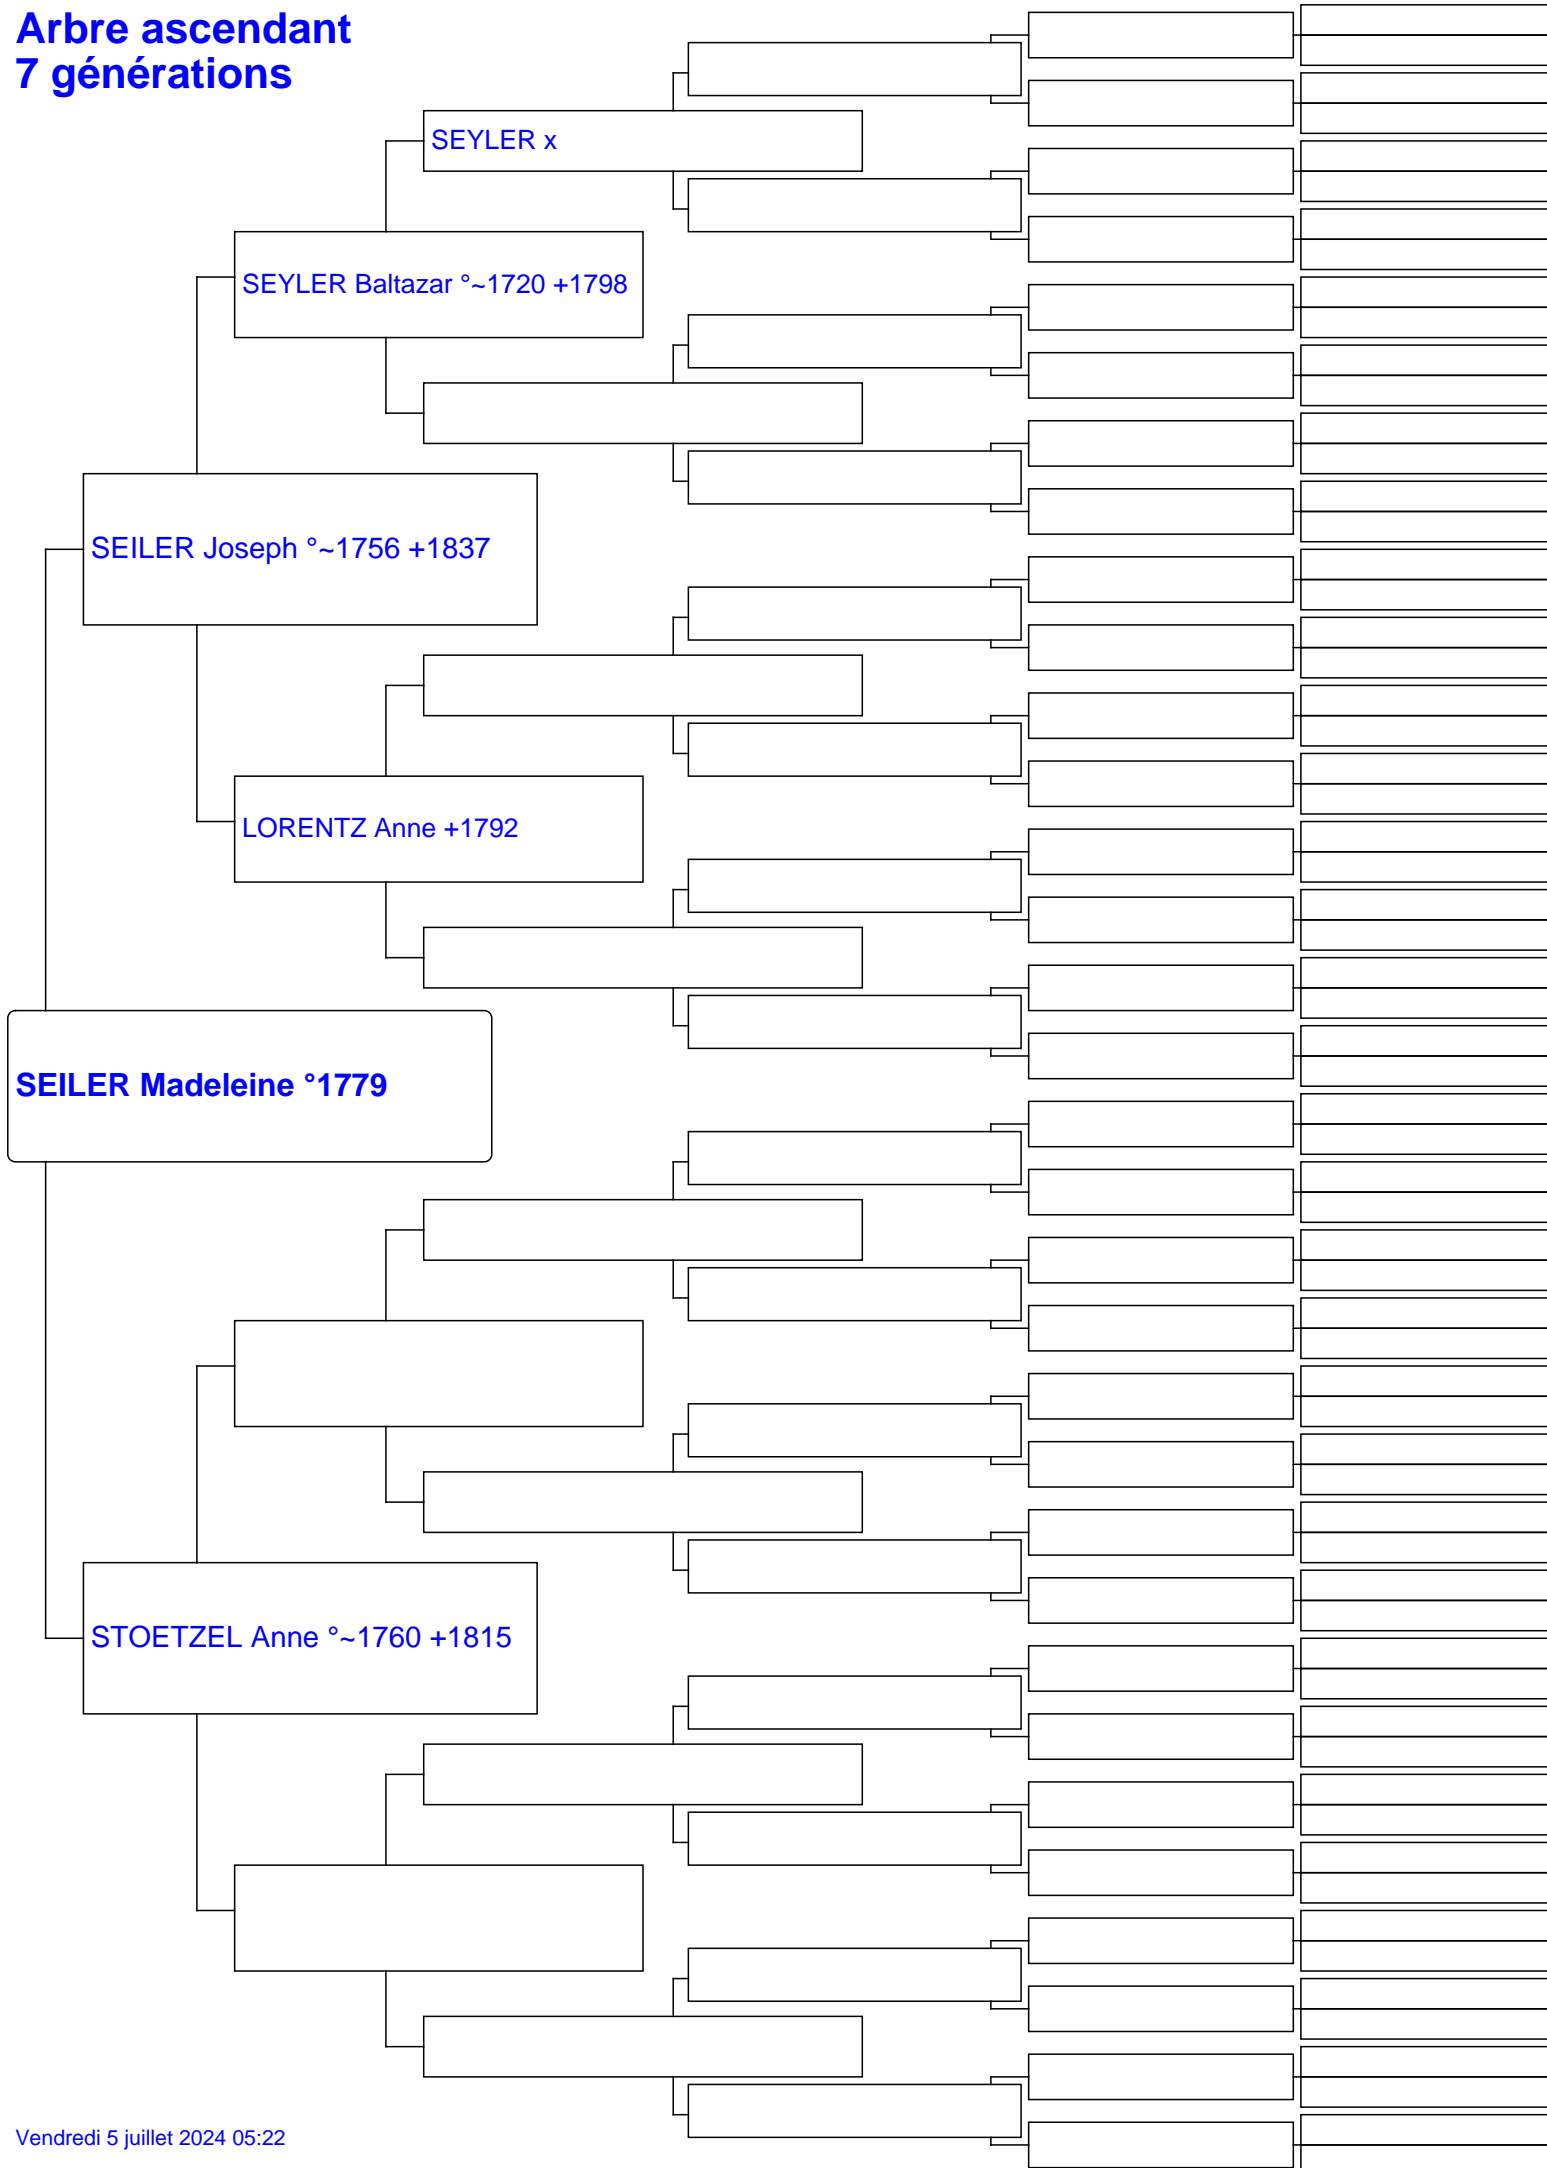 Arbre ascendant
7 générations
SEYLER x
SEYLER Baltazar °~1720 +1798
SEILER Joseph °~1756 +1837
LORENTZ Anne +1792
SEILER Madeleine °1779
STOETZEL Anne °~1760 +1815
Vendredi 5 juillet 2024 05:22